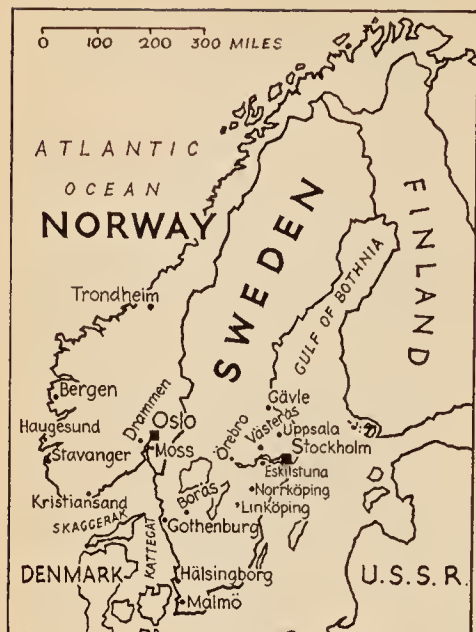 0 100 200 300 MILES
ATLANTIC
OCEAN
NORWAY
SWEDEN
FINLAND
GULF OF BOTHNIA
Trondheim
Bergen
Haugesund
Stavanger
Kristiansand
SKAGGERAK
Drammen
Oslo
Moss
Gävle
Uppsala
Västerås
Örebro
Stockholm
Eskilstuna
Norrköping
Linköping
Borås
Gothenburg
KATTEGAT
DENMARK
Hälsingborg
Malmö
U.S.S.R.